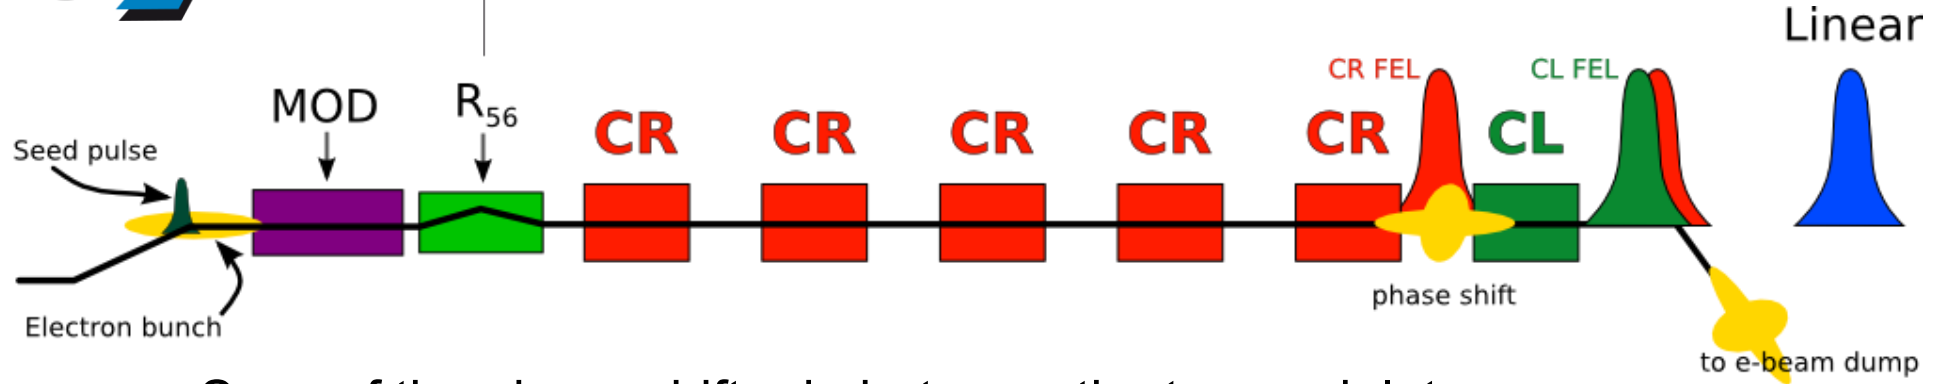 Linear
CR FEL
CL FEL
MOD
R56
CR CR CR CR CR CL
Seed pulse
phase shift
Electron bunch
to e-beam dump